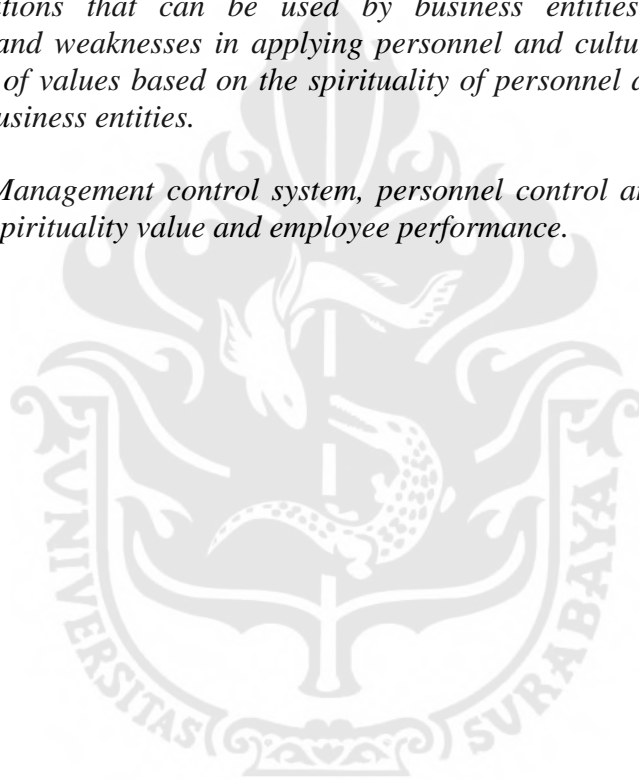 tions that can be used by business entities
and weaknesses in applying personnel and cultu
of values based on the spirituality of personnel a
usiness entities.
Management control system, personnel control a
pirituality value and employee performance.
UNIVERSITAS SURABAYA